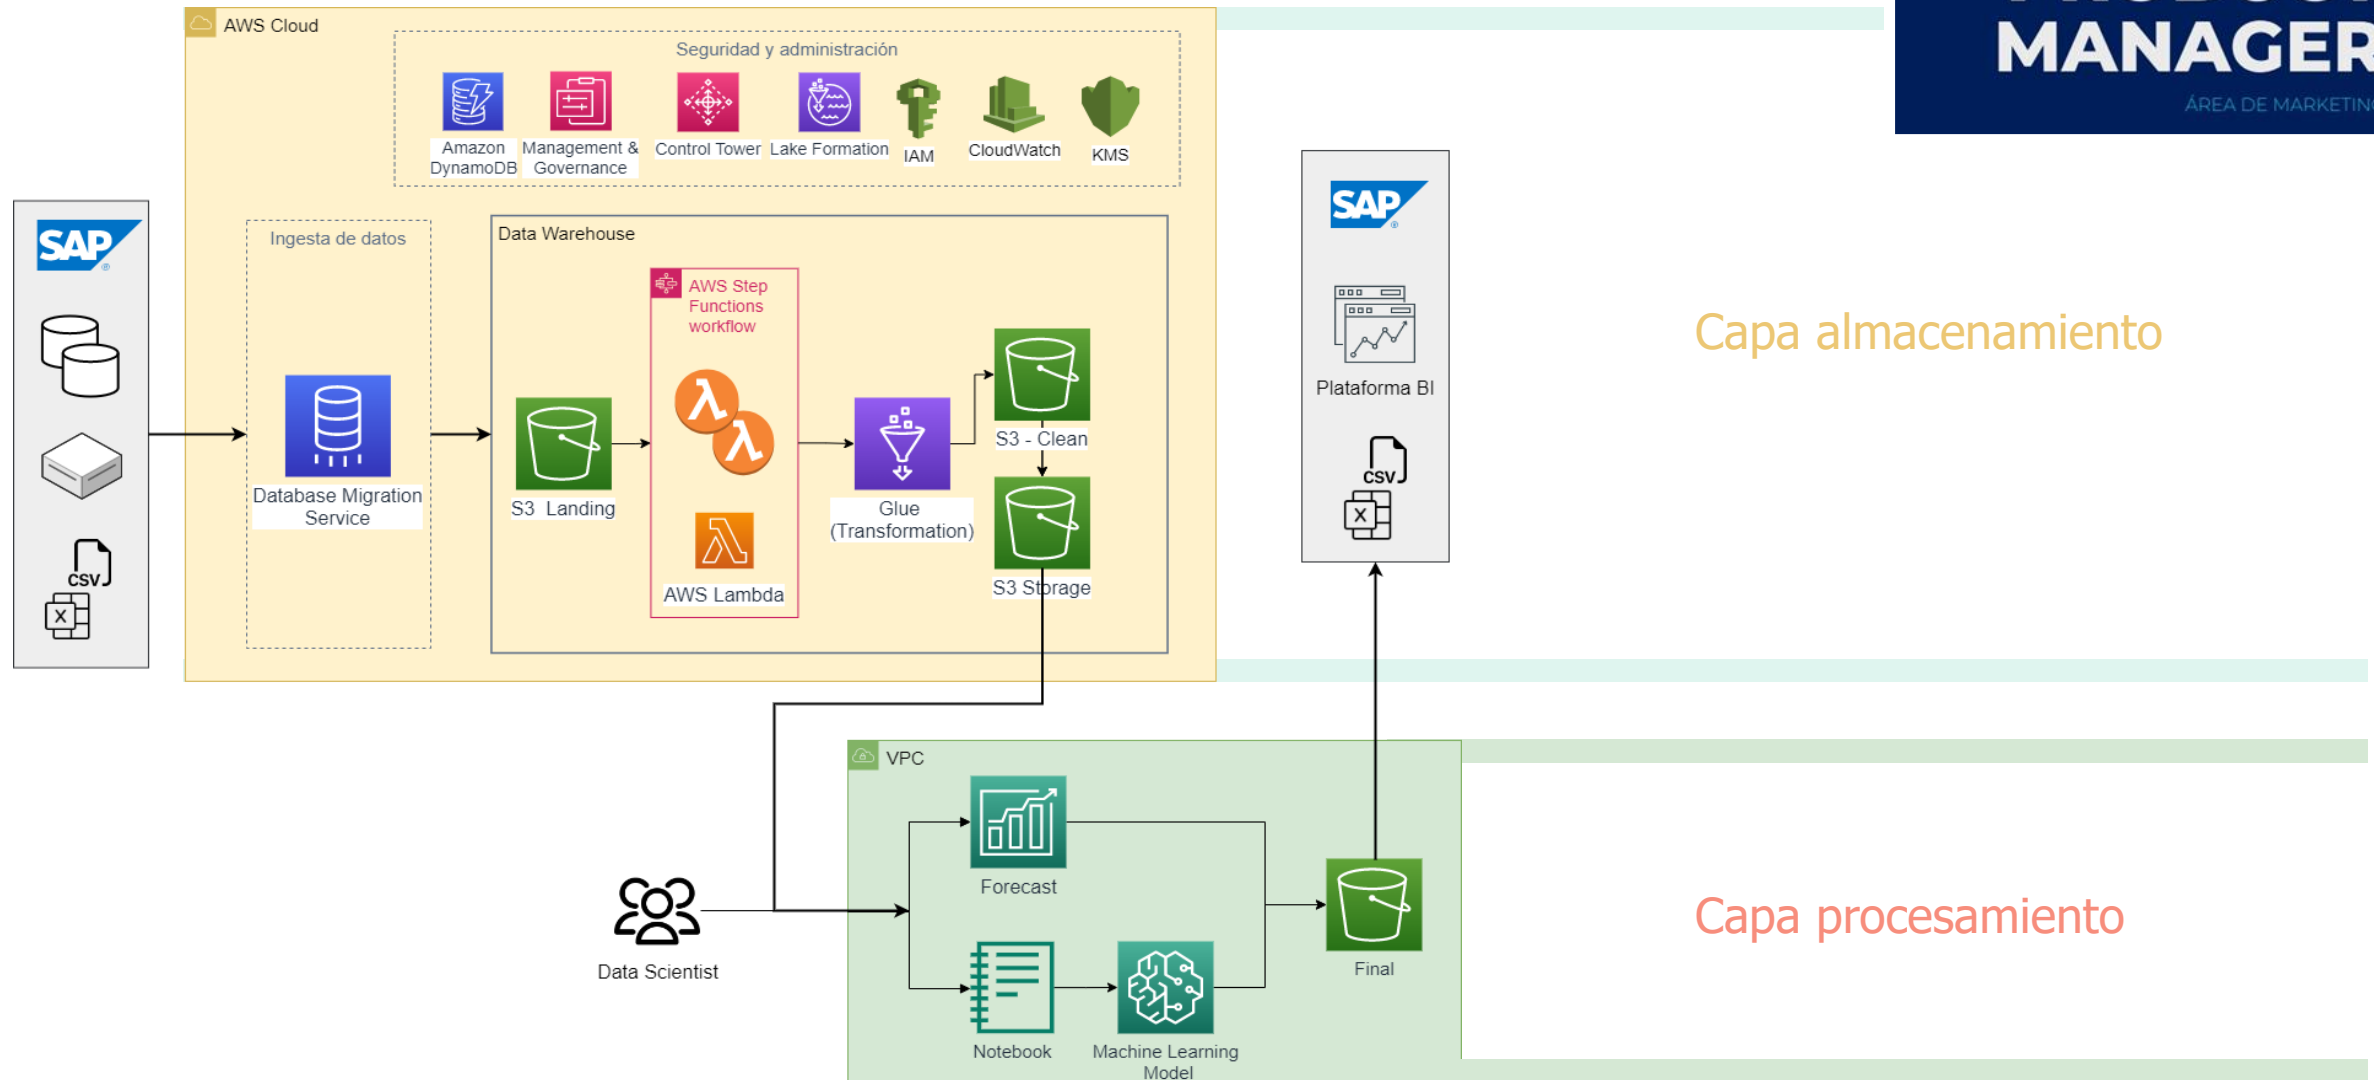 AWS Cloud
Seguridad y administración
Amazon
DynamoDB
Management &
Governance
Control Tower
Lake Formation
IAM
CloudWatch
KMS
MANAGER
ÁREA DE MARKETING
SAP
®
CSV
X
Ingesta de datos
Database Migration
Service
Data Warehouse
S3 Landing
AWS Step
Functions
workflow
AWS Lambda
Glue
(Transformation)
S3 - Clean
S3 Storage
SAP
®
Plataforma BI
CSV
X
Capa almacenamiento
VPC
Forecast
Data Scientist
Notebook
Machine Learning
Model
Final
Capa procesamiento